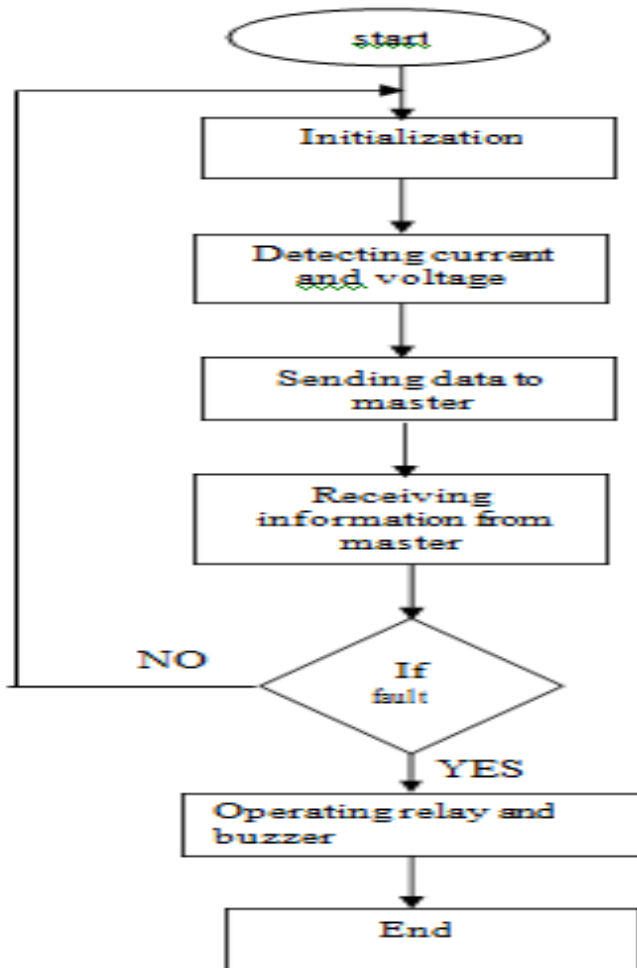 start
Initialization
Detecting current
and voltage
Sending data to
master
Receiving
information from
master
If
fault
NO
YES
Operating relay and
buzzer
End